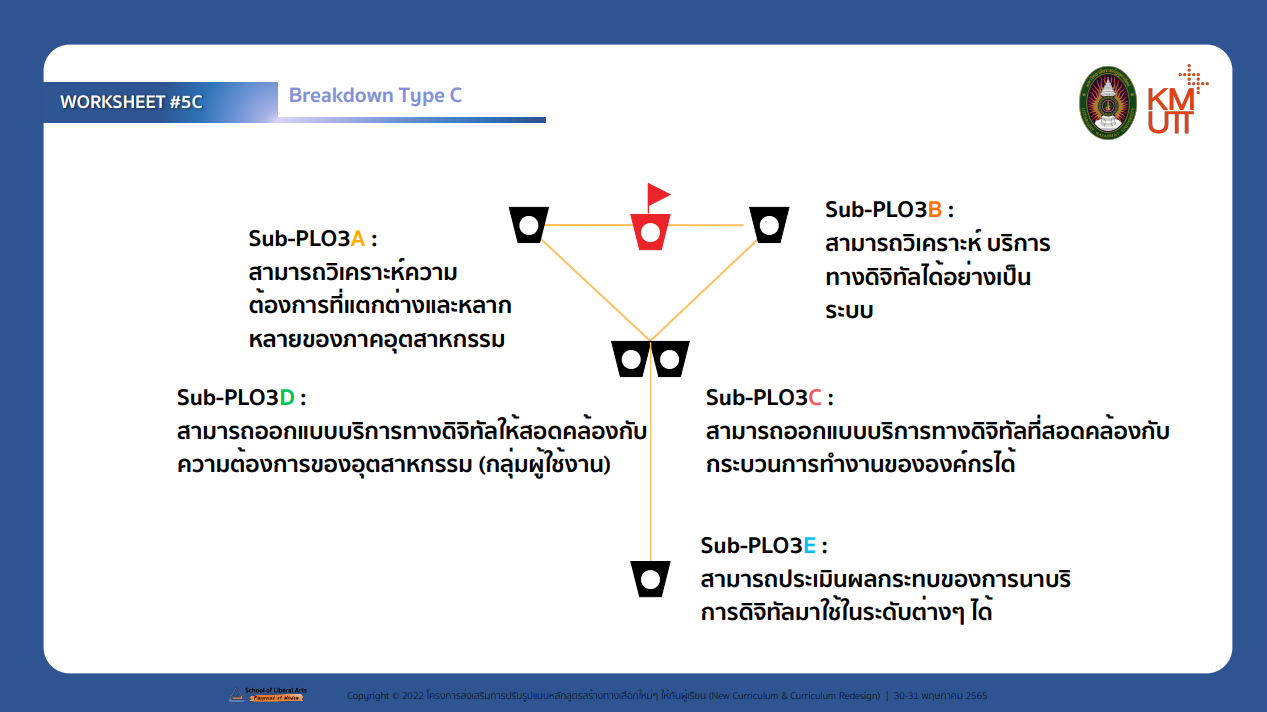 WORKSHEET #5C
Breakdown Type C
KM
UTT
Sub-PLO3A :
สามารถวิเคราะห์ความ
ต้องการที่แตกต่างและหลาก
หลายของภาคอุตสาหกรรม
Sub-PLO3B :
สามารถวิเคราะห์ บริการ
ทางดิจิทัลได้อย่างเป็น
ระบบ
Sub-PLO3D :
สามารถออกแบบบริการทางดิจิทัลให้สอดคล้องกับ
ความต้องการของอุตสาหกรรม (กลุ่มผู้ใช้งาน)
Sub-PLO3C :
สามารถออกแบบบริการทางดิจิทัลที่สอดคล้องกับ
กระบวนการทำงานขององค์กรได้
Sub-PLO3E :
สามารถประเมินผลกระทบของการนาบริ
การดิจิทัลมาใช้ในระดับต่างๆ ได้
School of Liberal Arts
Copyright © 2022 โครงการส่งเสริมการปรับรูปแบบหลักสูตรสร้างทางเลือกใหม่ๆ ให้กับผู้เรียน (New Curriculum & Curriculum Redesign) | 30-31 พฤษภาคม 2565